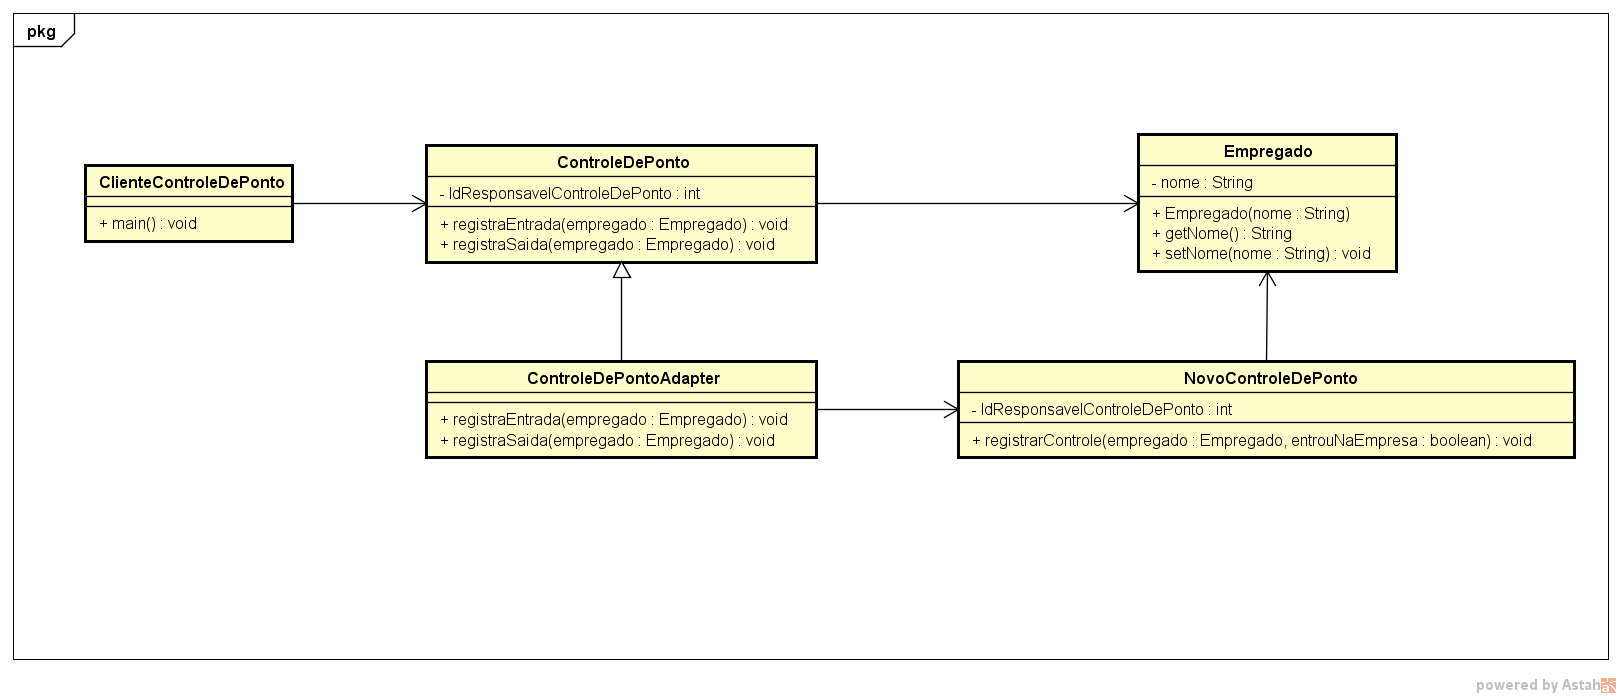 pkg
ClienteControleDePonto
+ main() : void
ControleDePonto
- IdResponsavelControleDePonto : int
+ registraEntrada(empregado : Empregado) : void
+ registraSaida(empregado : Empregado) : void
Empregado
- nome : String
+ Empregado(nome : String)
+ getNome() : String
+ setNome(nome : String) : void
ControleDePontoAdapter
+ registraEntrada(empregado : Empregado) : void
+ registraSaida(empregado : Empregado) : void
NovoControleDePonto
- IdResponsavelControleDePonto : int
+ registrarControle(empregado : Empregado, entrouNaEmpresa : boolean) : void
powered by Astah